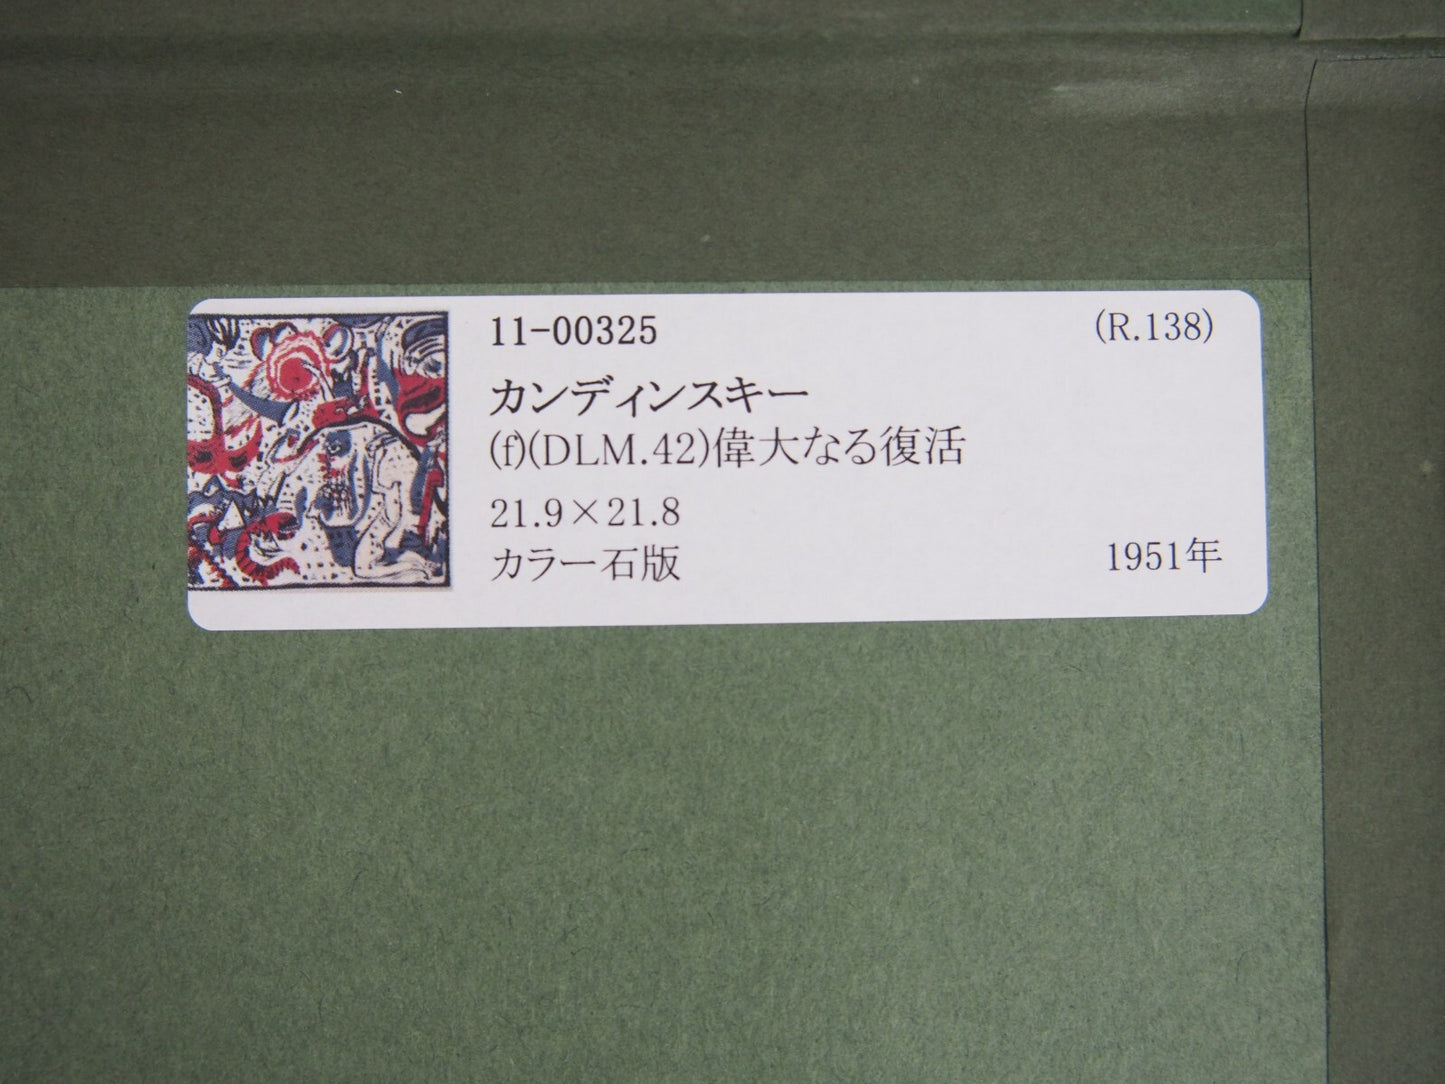 11-00325 (R.138)
カンディンスキー
(f)(DLM.42)偉大なる復活
21.9×21.8
カラー石版 1951年